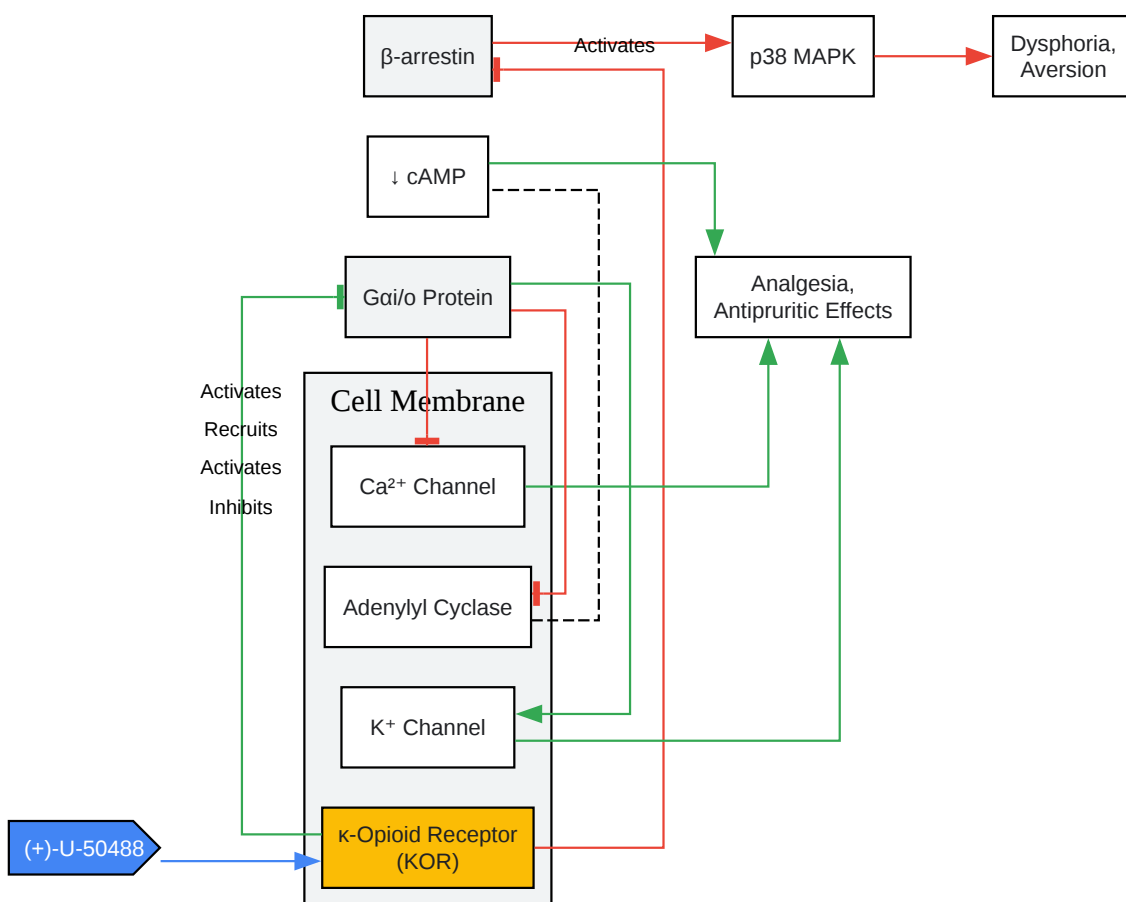 β-arrestin
Activates
p38 MAPK
Dysphoria,
Aversion
↓ cAMP
Gαi/o Protein
Analgesia,
Antipruritic Effects
Activates
Recruits
Activates
Inhibits
Cell Membrane
Ca²⁺ Channel
Adenylyl Cyclase
K⁺ Channel
(+)-U-50488
κ-Opioid Receptor
(KOR)